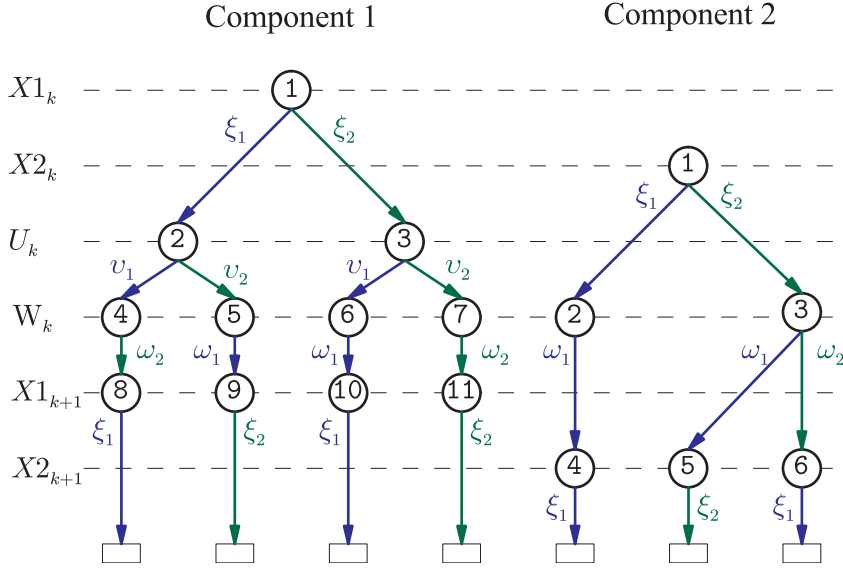 Component 1 Component 2
X1ₖ 1
ξ₁ ξ₂
X2ₖ 1
ξ₁ ξ₂
Uₖ 2 3
υ₁ υ₂ υ₁ υ₂
Wₖ 4 5 6 7 2 3
ω₂ ω₁ ω₁ ω₂ ω₁ ω₁ ω₂
X1ₖ₊₁ 8 9 10 11
ξ₁ ξ₂ ξ₁ ξ₂
X2ₖ₊₁ 4 5 6
ξ₁ ξ₂ ξ₁